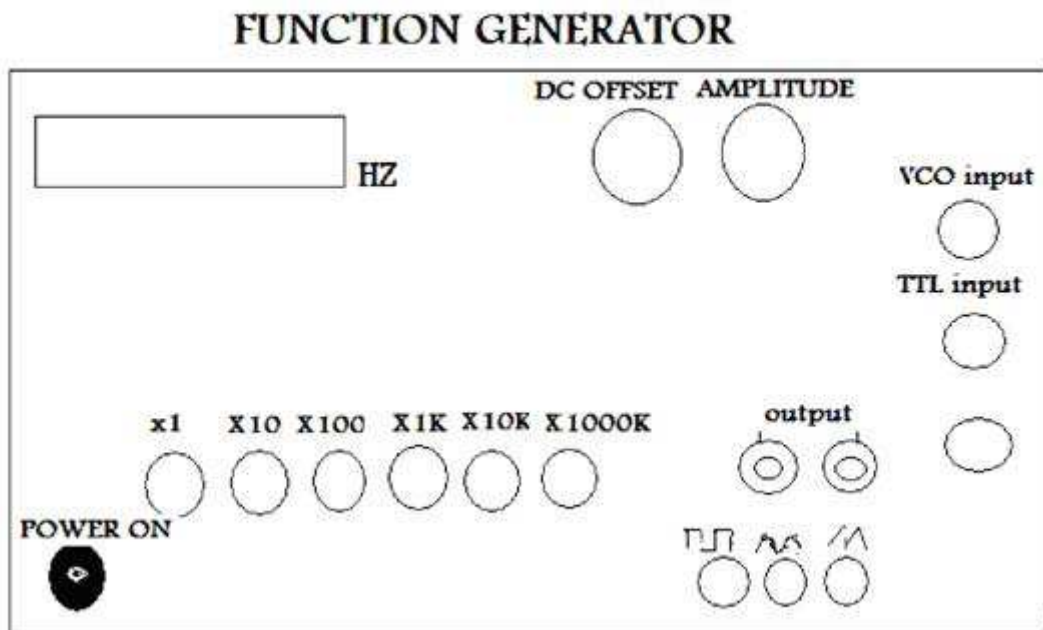 FUNCTION GENERATOR
DC OFFSET AMPLITUDE
HZ
VCO input
TTL input
x1 X10 X100 X1K X10K X1000K
output
POWER ON